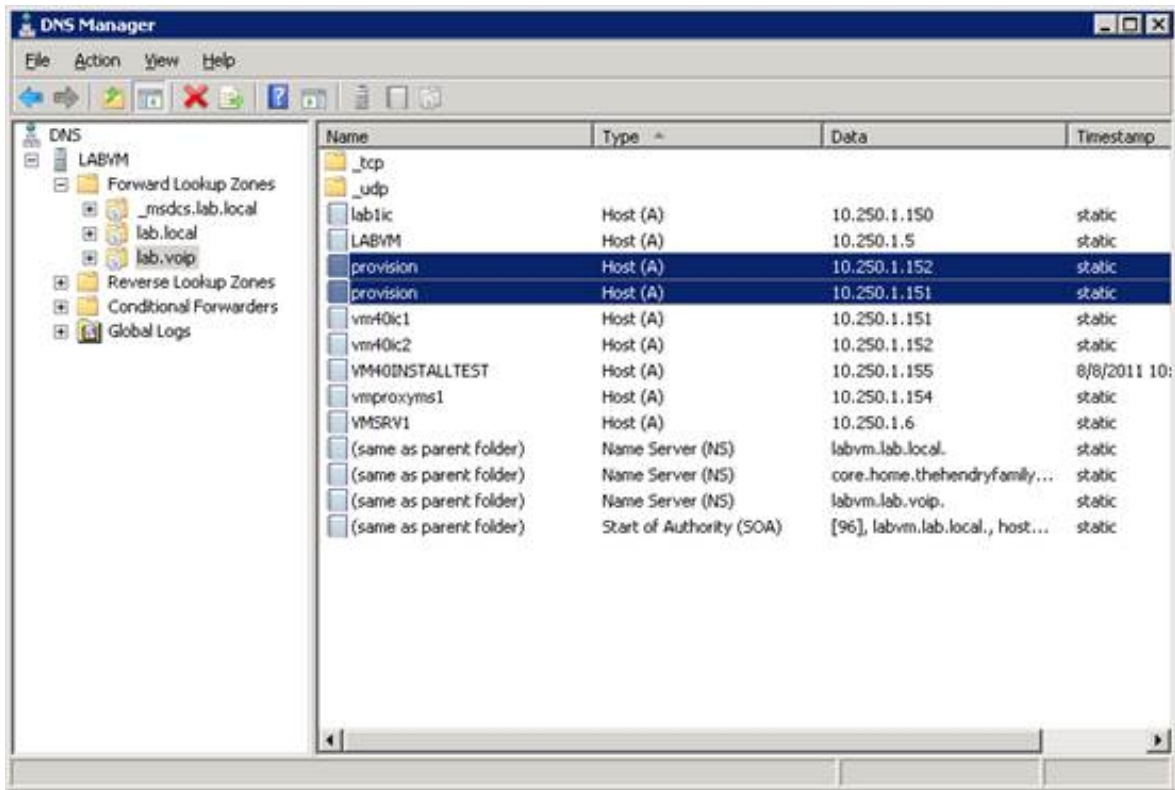 DNS Manager
File Action View Help
DNS
LABVM
Forward Lookup Zones
_msdcs.lab.local
lab.local
lab.voip
Reverse Lookup Zones
Conditional Forwarders
Global Logs
Name Type Data Timestamp
_tcp
_udp
lab1ic Host (A) 10.250.1.150 static
LABVM Host (A) 10.250.1.5 static
provision Host (A) 10.250.1.152 static
provision Host (A) 10.250.1.151 static
vm40ic1 Host (A) 10.250.1.151 static
vm40ic2 Host (A) 10.250.1.152 static
VM40INSTALLTEST Host (A) 10.250.1.155 8/8/2011 10:
vmproxyms1 Host (A) 10.250.1.154 static
VMSRV1 Host (A) 10.250.1.6 static
(same as parent folder) Name Server (NS) labvm.lab.local. static
(same as parent folder) Name Server (NS) core.home.thehendryfamily... static
(same as parent folder) Name Server (NS) labvm.lab.voip. static
(same as parent folder) Start of Authority (SOA) [96], labvm.lab.local., host... static